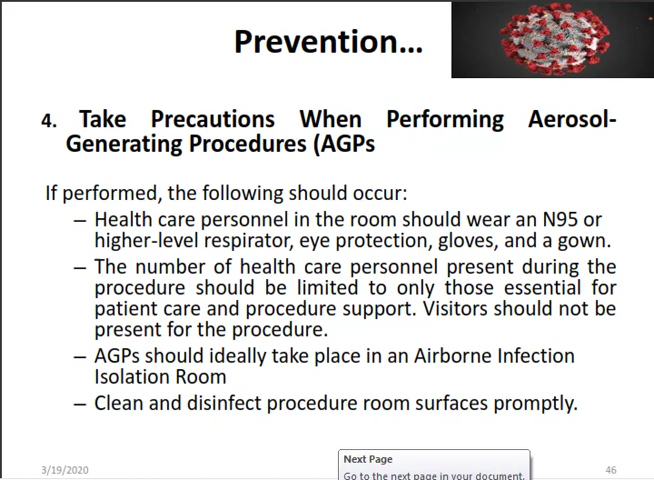 Prevention...
4. Take Precautions When Performing Aerosol-
Generating Procedures (AGPs
If performed, the following should occur:
– Health care personnel in the room should wear an N95 or
higher-level respirator, eye protection, gloves, and a gown.
– The number of health care personnel present during the
procedure should be limited to only those essential for
patient care and procedure support. Visitors should not be
present for the procedure.
– AGPs should ideally take place in an Airborne Infection
Isolation Room
– Clean and disinfect procedure room surfaces promptly.
3/19/2020
Next Page
Go to the next page in your document.
46